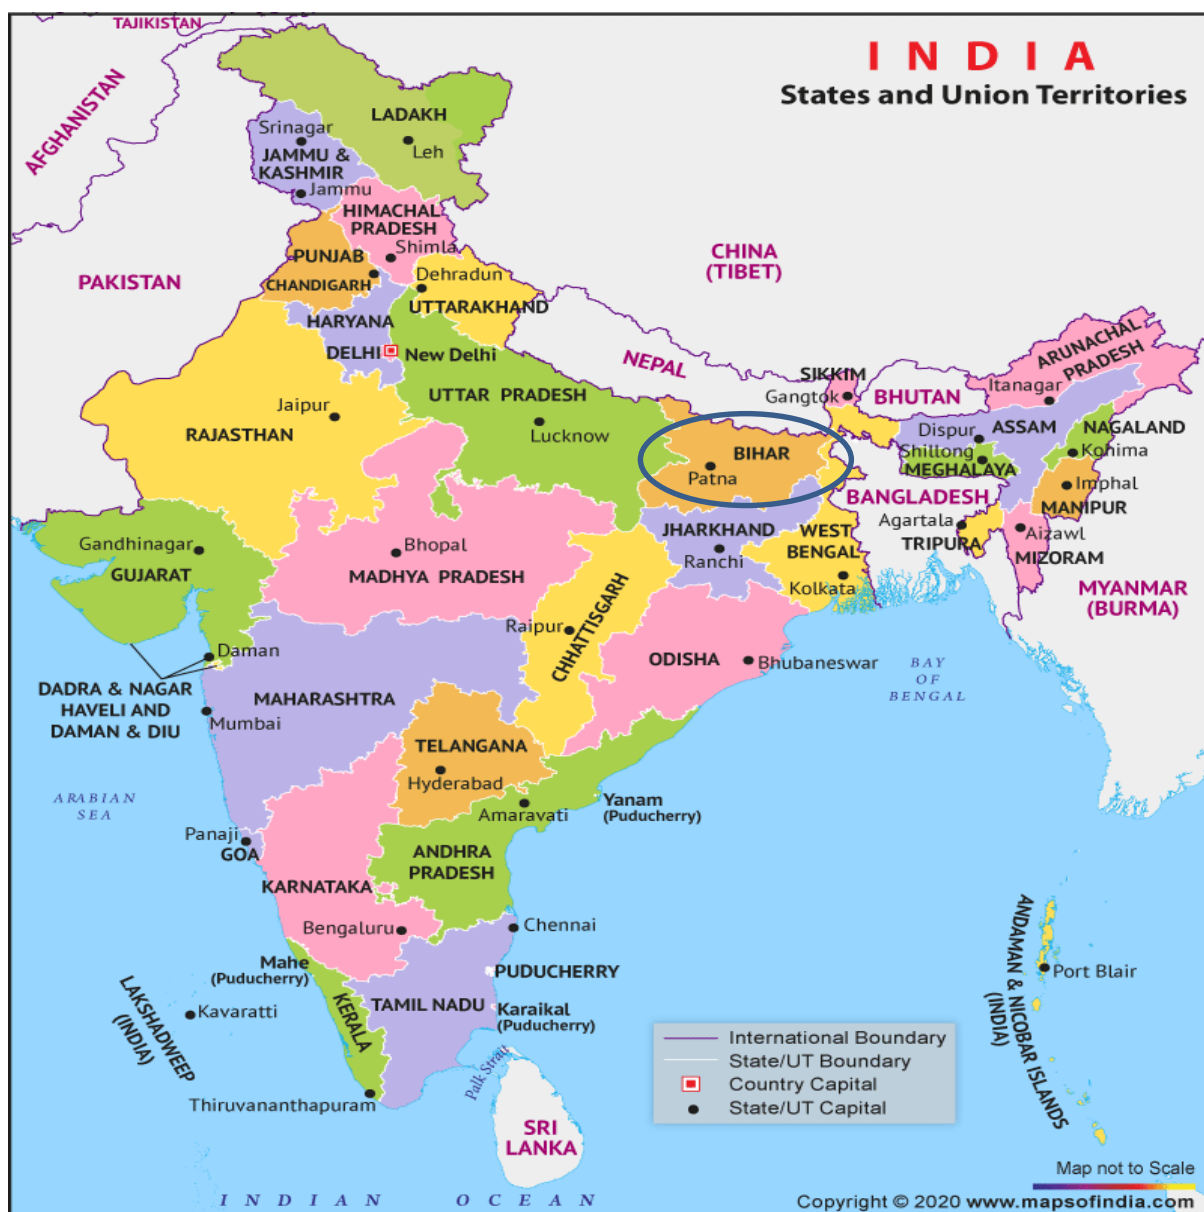 INDIA
States and Union Territories
TAJIKISTAN
AFGHANISTAN
PAKISTAN
CHINA
(TIBET)
NEPAL
BHUTAN
BANGLADESH
MYANMAR
(BURMA)
SRI
LANKA
LADAKH
Leh
Srinagar
JAMMU &
KASHMIR
Jammu
HIMACHAL
PRADESH
Shimla
PUNJAB
CHANDIGARH
Dehradun
UTTARAKHAND
HARYANA
DELHI
New Delhi
UTTAR PRADESH
Lucknow
Jaipur
RAJASTHAN
SIKKIM
Gangtok
ARUNACHAL
PRADESH
Itanagar
ASSAM
Dispur
NAGALAND
Kohima
Shillong
MEGHALAYA
Imphal
MANIPUR
Agartala
TRIPURA
Aizawl
MIZORAM
BIHAR
Patna
JHARKHAND
Ranchi
WEST
BENGAL
Kolkata
Gandhinagar
GUJARAT
Bhopal
MADHYA PRADESH
CHHATTISGARH
Raipur
ODISHA
Bhubaneswar
Daman
DADRA & NAGAR
HAVELI AND
DAMAN & DIU
MAHARASHTRA
Mumbai
TELANGANA
Hyderabad
Amaravati
Yanam
(Puducherry)
ANDHRA
PRADESH
Panaji
GOA
KARNATAKA
Bengaluru
Chennai
PUDUCHERRY
Mahe
(Puducherry)
TAMIL NADU
Karaikal
(Puducherry)
KERALA
Thiruvananthapuram
LAKSHADWEEP
(INDIA)
Kavaratti
Palk Strait
ANDAMAN & NICOBAR ISLANDS
(INDIA)
Port Blair
ARABIAN
SEA
BAY
OF
BENGAL
INDIAN OCEAN
International Boundary
State/UT Boundary
Country Capital
State/UT Capital
Map not to Scale
Copyright © 2020 www.mapsofindia.com